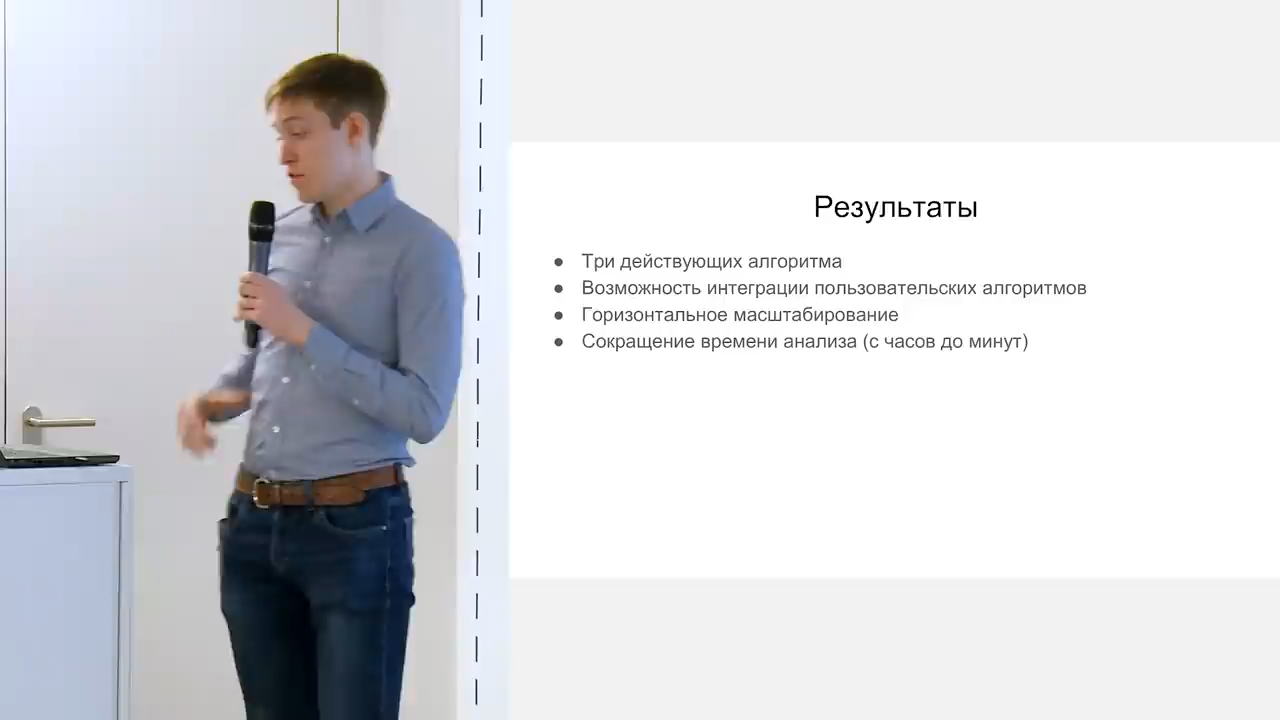 Результаты
● Три действующих алгоритма
● Возможность интеграции пользовательских алгоритмов
● Горизонтальное масштабирование
● Сокращение времени анализа (с часов до минут)